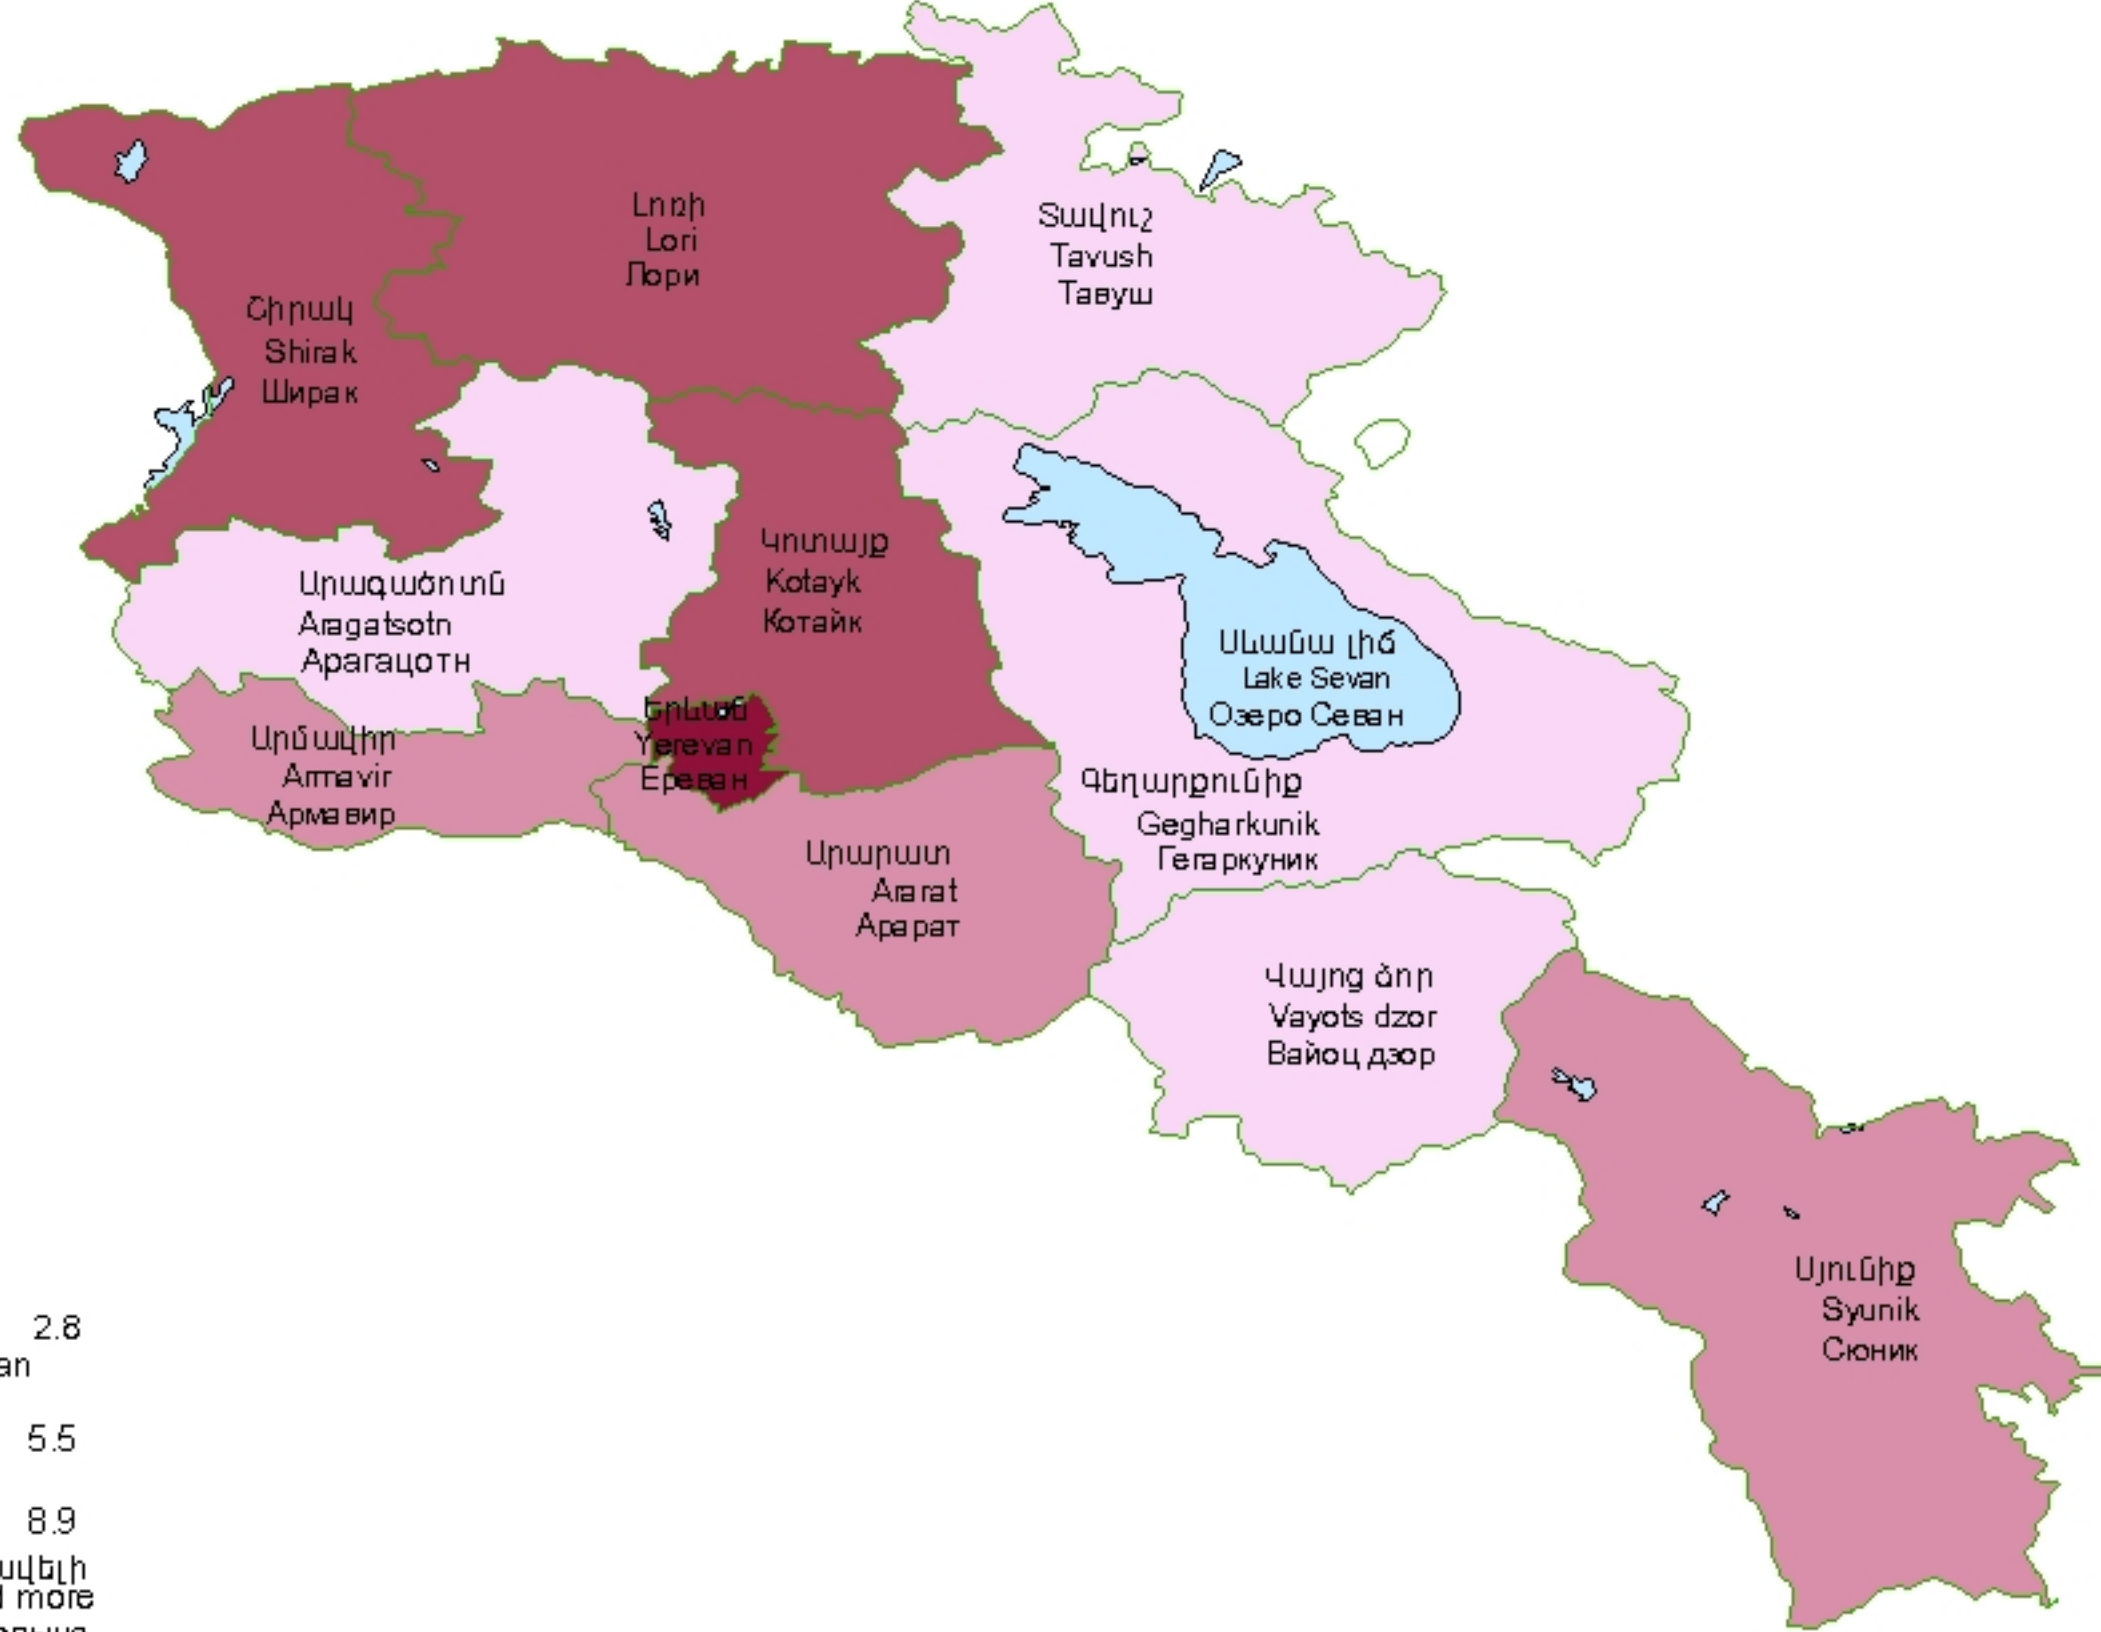 Լոռի
Lori
Лори
Տավուշ
Tavush
Тавуш
Շիրակ
Shirak
Ширак
Կոտայք
Kotayk
Котайк
Արագածոտն
Aragatsotn
Арагацотн
Սևանա լիճ
Lake Sevan
Озеро Севан
Երևան
Yerevan
Ереван
Արմավիր
Armavir
Армавир
Գեղարքունիք
Gegharkunik
Гегаркуник
Արարատ
Ararat
Арарат
Վայոց ձոր
Vayots dzor
Вайоц дзор
Սյունիք
Syunik
Сюник
2.8
an
5.5
8.9
ավելի
more